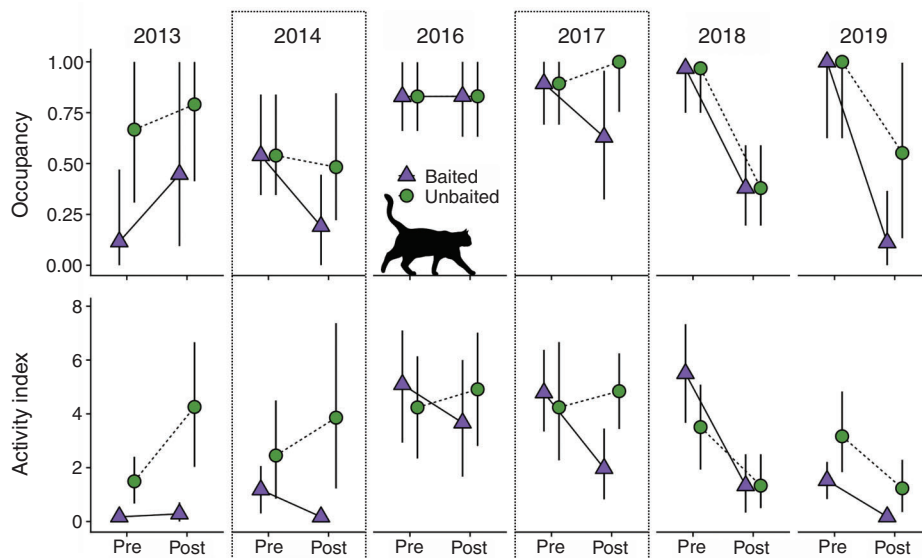 2013 2014 2016 2017 2018 2019
Occupancy
1.00
0.75
0.50
0.25
0.00
Baited
Unbaited
Activity index
8
6
4
2
0
Pre Post Pre Post Pre Post Pre Post Pre Post Pre Post